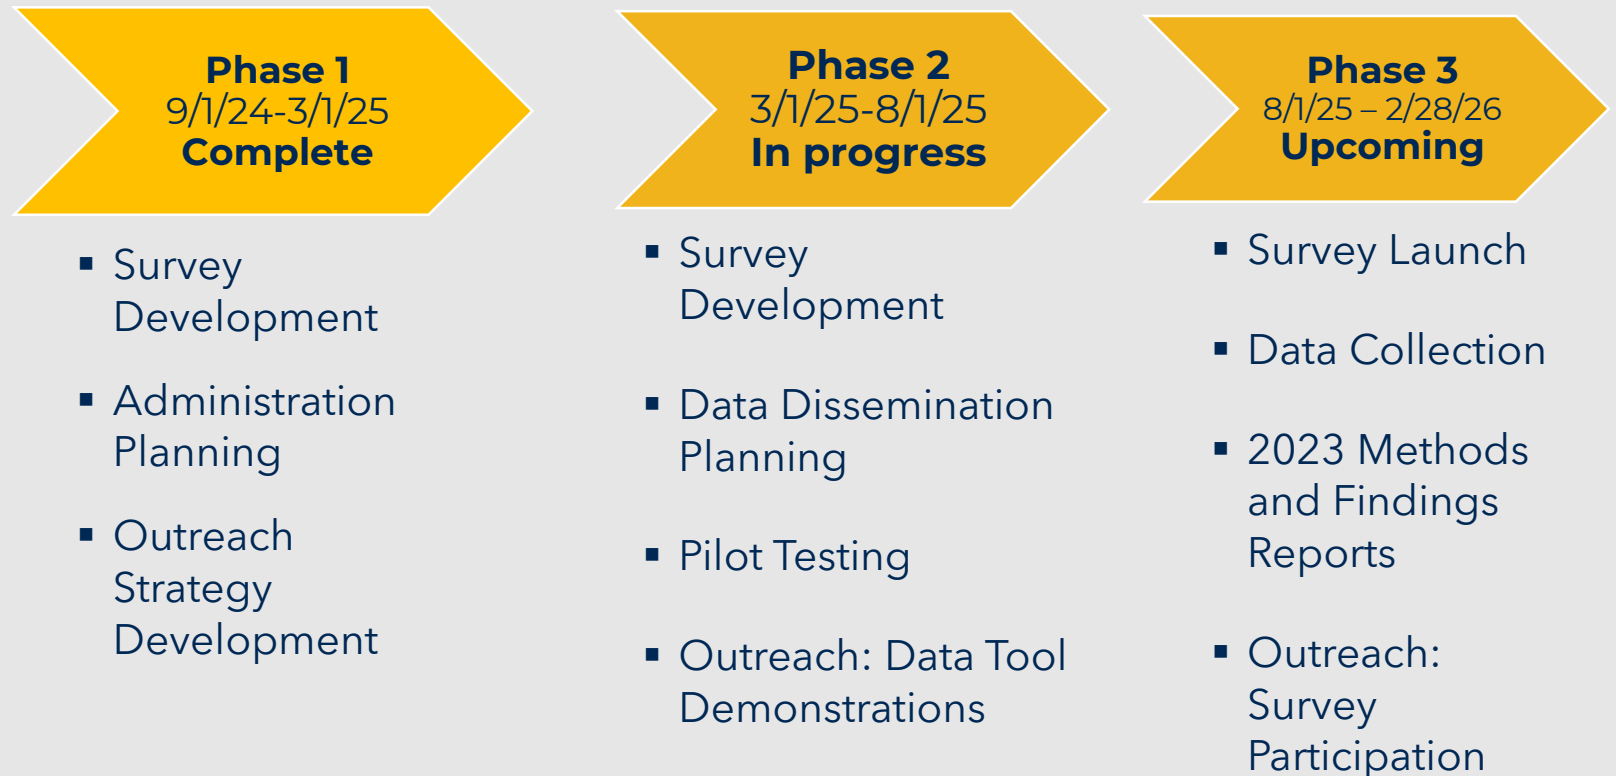 Phase 1
9/1/24-3/1/25
Complete
▪ Survey
Development
▪ Administration
Planning
▪ Outreach
Strategy
Development
Phase 2
3/1/25-8/1/25
In progress
▪ Survey
Development
▪ Data Dissemination
Planning
▪ Pilot Testing
▪ Outreach: Data Tool
Demonstrations
Phase 3
8/1/25 – 2/28/26
Upcoming
▪ Survey Launch
▪ Data Collection
▪ 2023 Methods
and Findings
Reports
▪ Outreach:
Survey
Participation